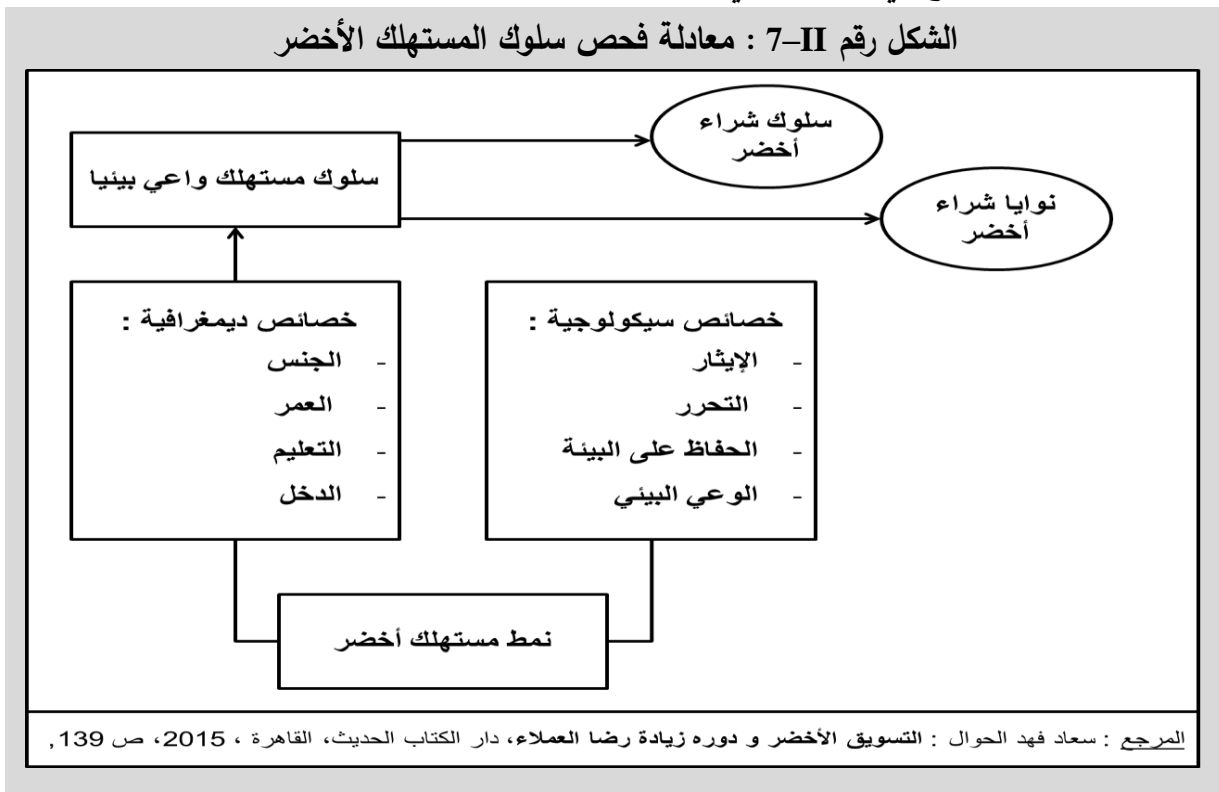 الشكل رقم II–7 : معادلة فحص سلوك المستهلك الأخضر
سلوك شراء
أخضر
سلوك مستهلك واعي بيئيا
نوايا شراء
أخضر
خصائص سيكولوجية :
- الإيثار
- التحرر
- الحفاظ على البيئة
- الوعي البيئي
خصائص ديمغرافية :
- الجنس
- العمر
- التعليم
- الدخل
نمط مستهلك أخضر
المرجع : سعاد فهد الحوال : التسويق الأخضر و دوره زيادة رضا العملاء، دار الكتاب الحديث، القاهرة ، 2015، ص 139,